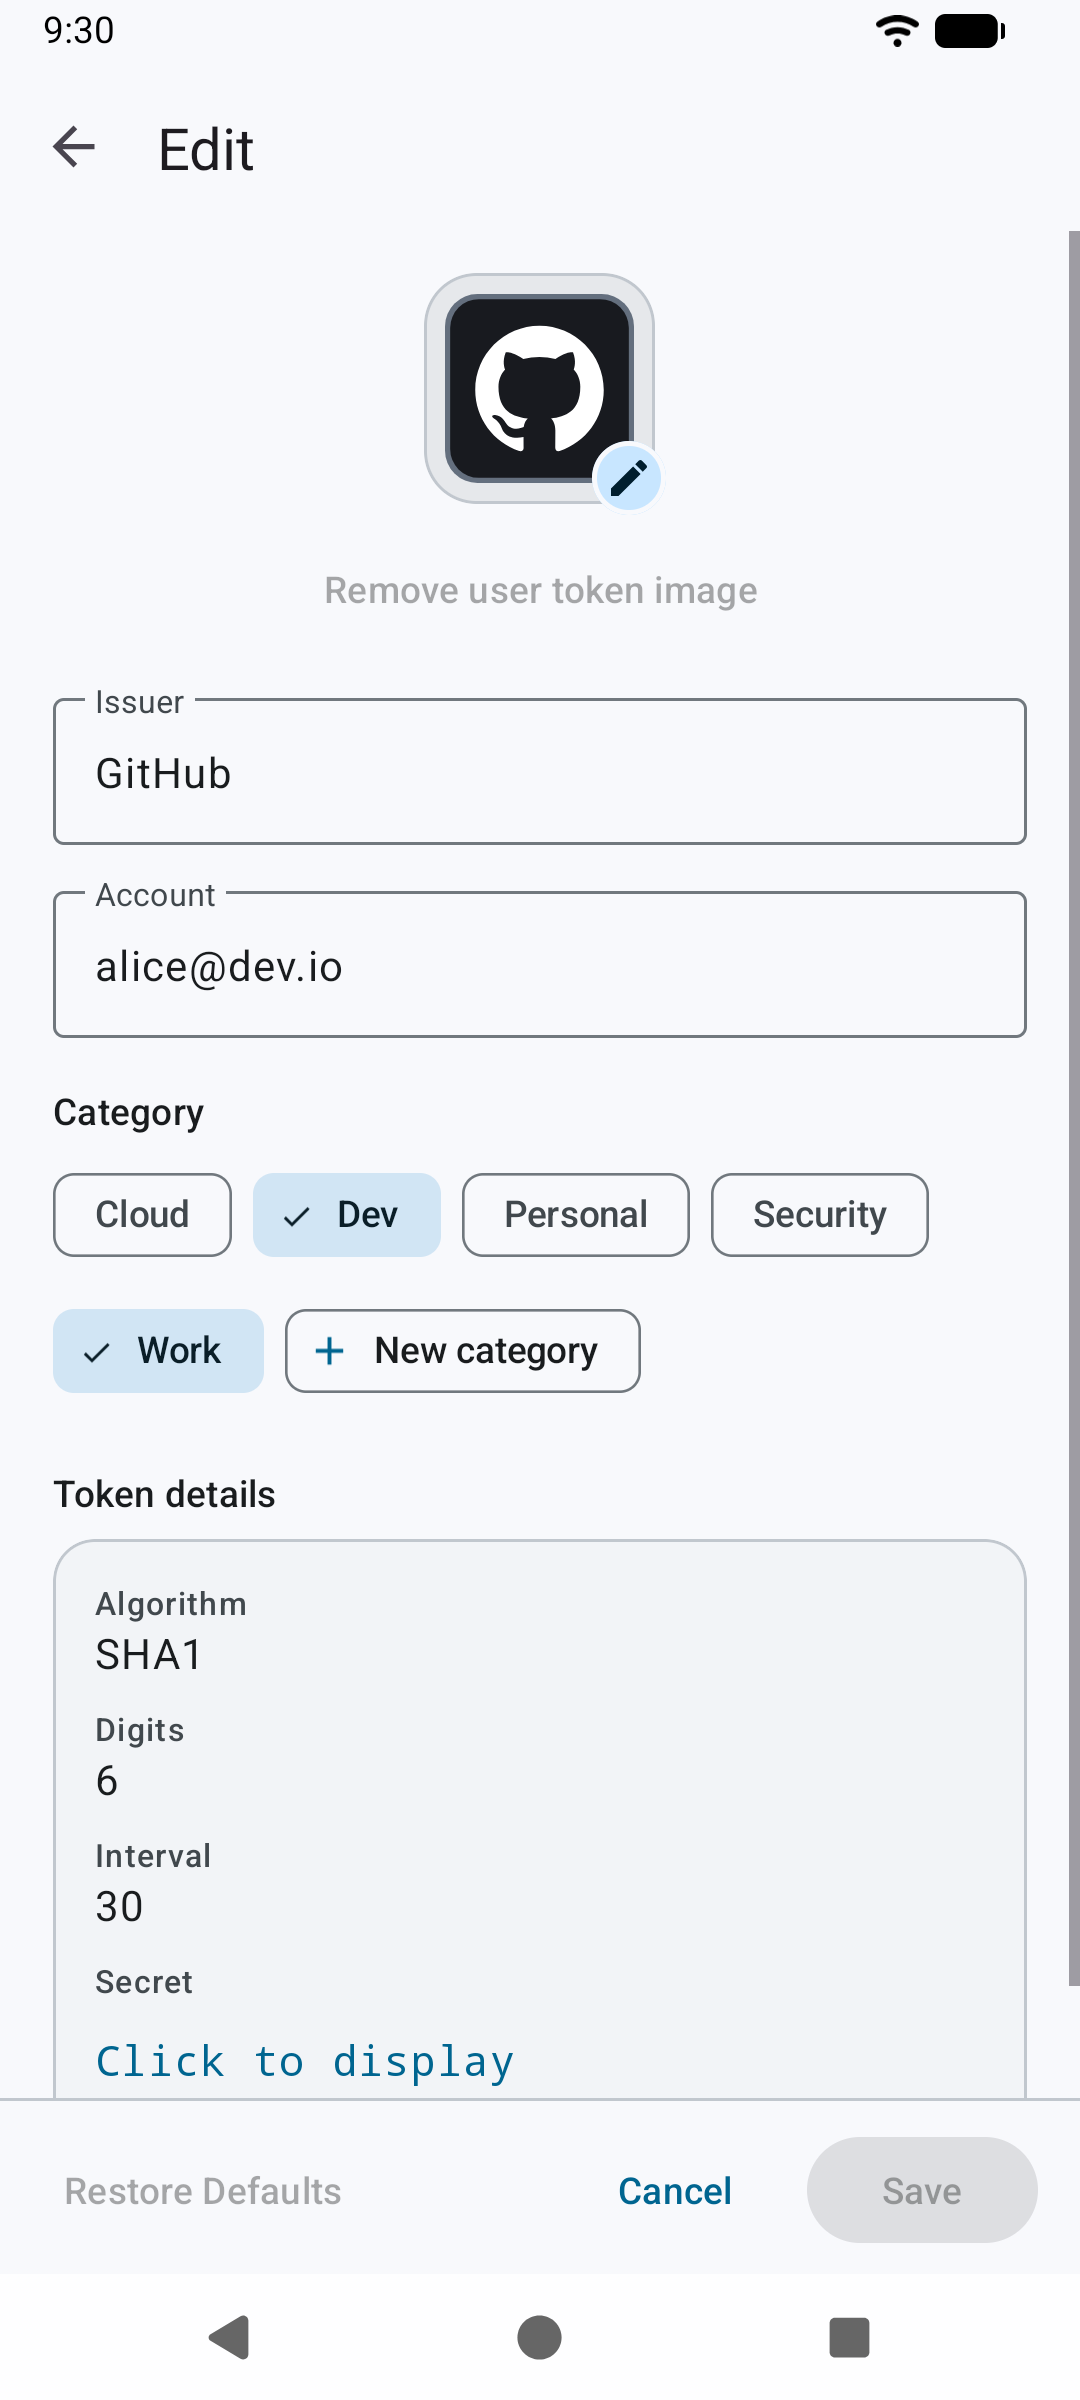 9:30
Edit
Remove user token image
Issuer
GitHub
Account
alice@dev.io
Category
Cloud Dev Personal Security
Work New category
Token details
Algorithm
SHA1
Digits
6
Interval
30
Secret
Click to display
Restore Defaults Cancel Save